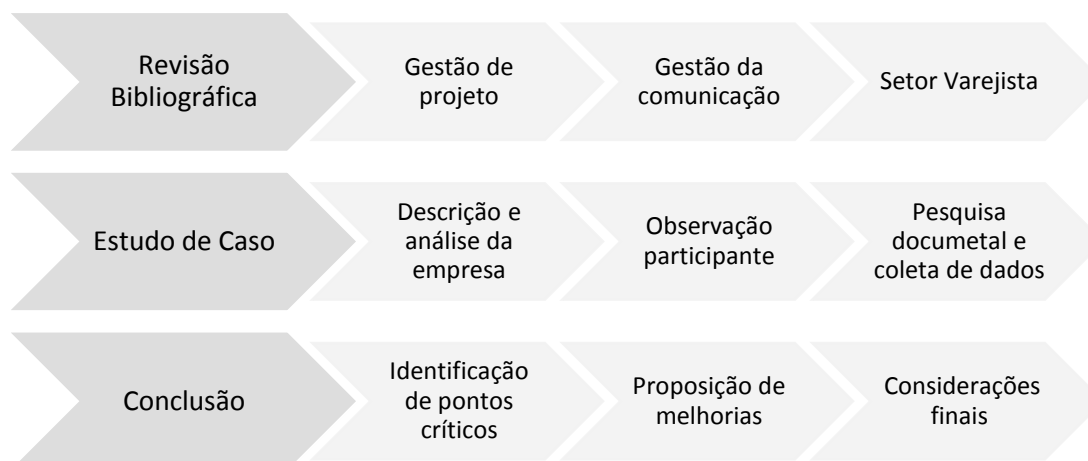 Revisão
Bibliográfica
Gestão de
projeto
Gestão da
comunicação
Setor Varejista
Estudo de Caso
Descrição e
análise da
empresa
Observação
participante
Pesquisa
documetal e
coleta de dados
Conclusão
Identificação
de pontos
críticos
Proposição de
melhorias
Considerações
finais